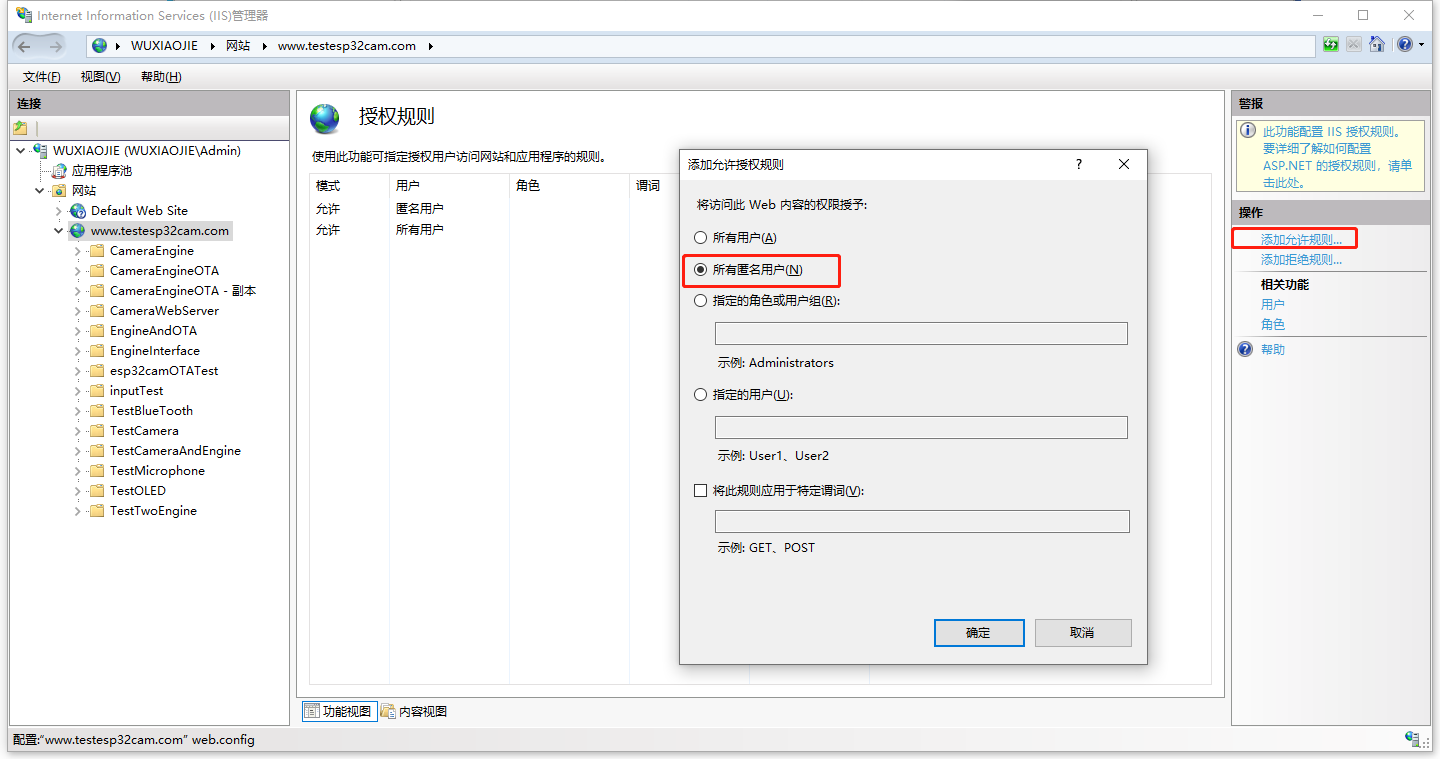 Internet Information Services (IIS)管理器
WUXIAOJIE 网站 www.testesp32cam.com
文件(F) 视图(V) 帮助(H)
连接
WUXIAOJIE (WUXIAOJIE\Admin)
应用程序池
网站
Default Web Site
www.testesp32cam.com
CameraEngine
CameraEngineOTA
CameraEngineOTA - 副本
CameraWebServer
EngineAndOTA
EngineInterface
esp32camOTATest
inputTest
TestBlueTooth
TestCamera
TestCameraAndEngine
TestMicrophone
TestOLED
TestTwoEngine
授权规则
使用此功能可指定授权用户访问网站和应用程序的规则。
模式 用户 角色 谓词
允许 匿名用户
允许 所有用户
添加允许授权规则
?
将访问此 Web 内容的权限授予:
所有用户(A)
所有匿名用户(N)
指定的角色或用户组(R):
示例: Administrators
指定的用户(U):
示例: User1、User2
将此规则应用于特定谓词(V):
示例: GET、POST
确定 取消
功能视图 内容视图
警报
此功能配置 IIS 授权规则。
要详细了解如何配置
ASP.NET 的授权规则，请单
击此处。
操作
添加允许规则...
添加拒绝规则...
相关功能
用户
角色
帮助
配置:“www.testesp32cam.com” web.config